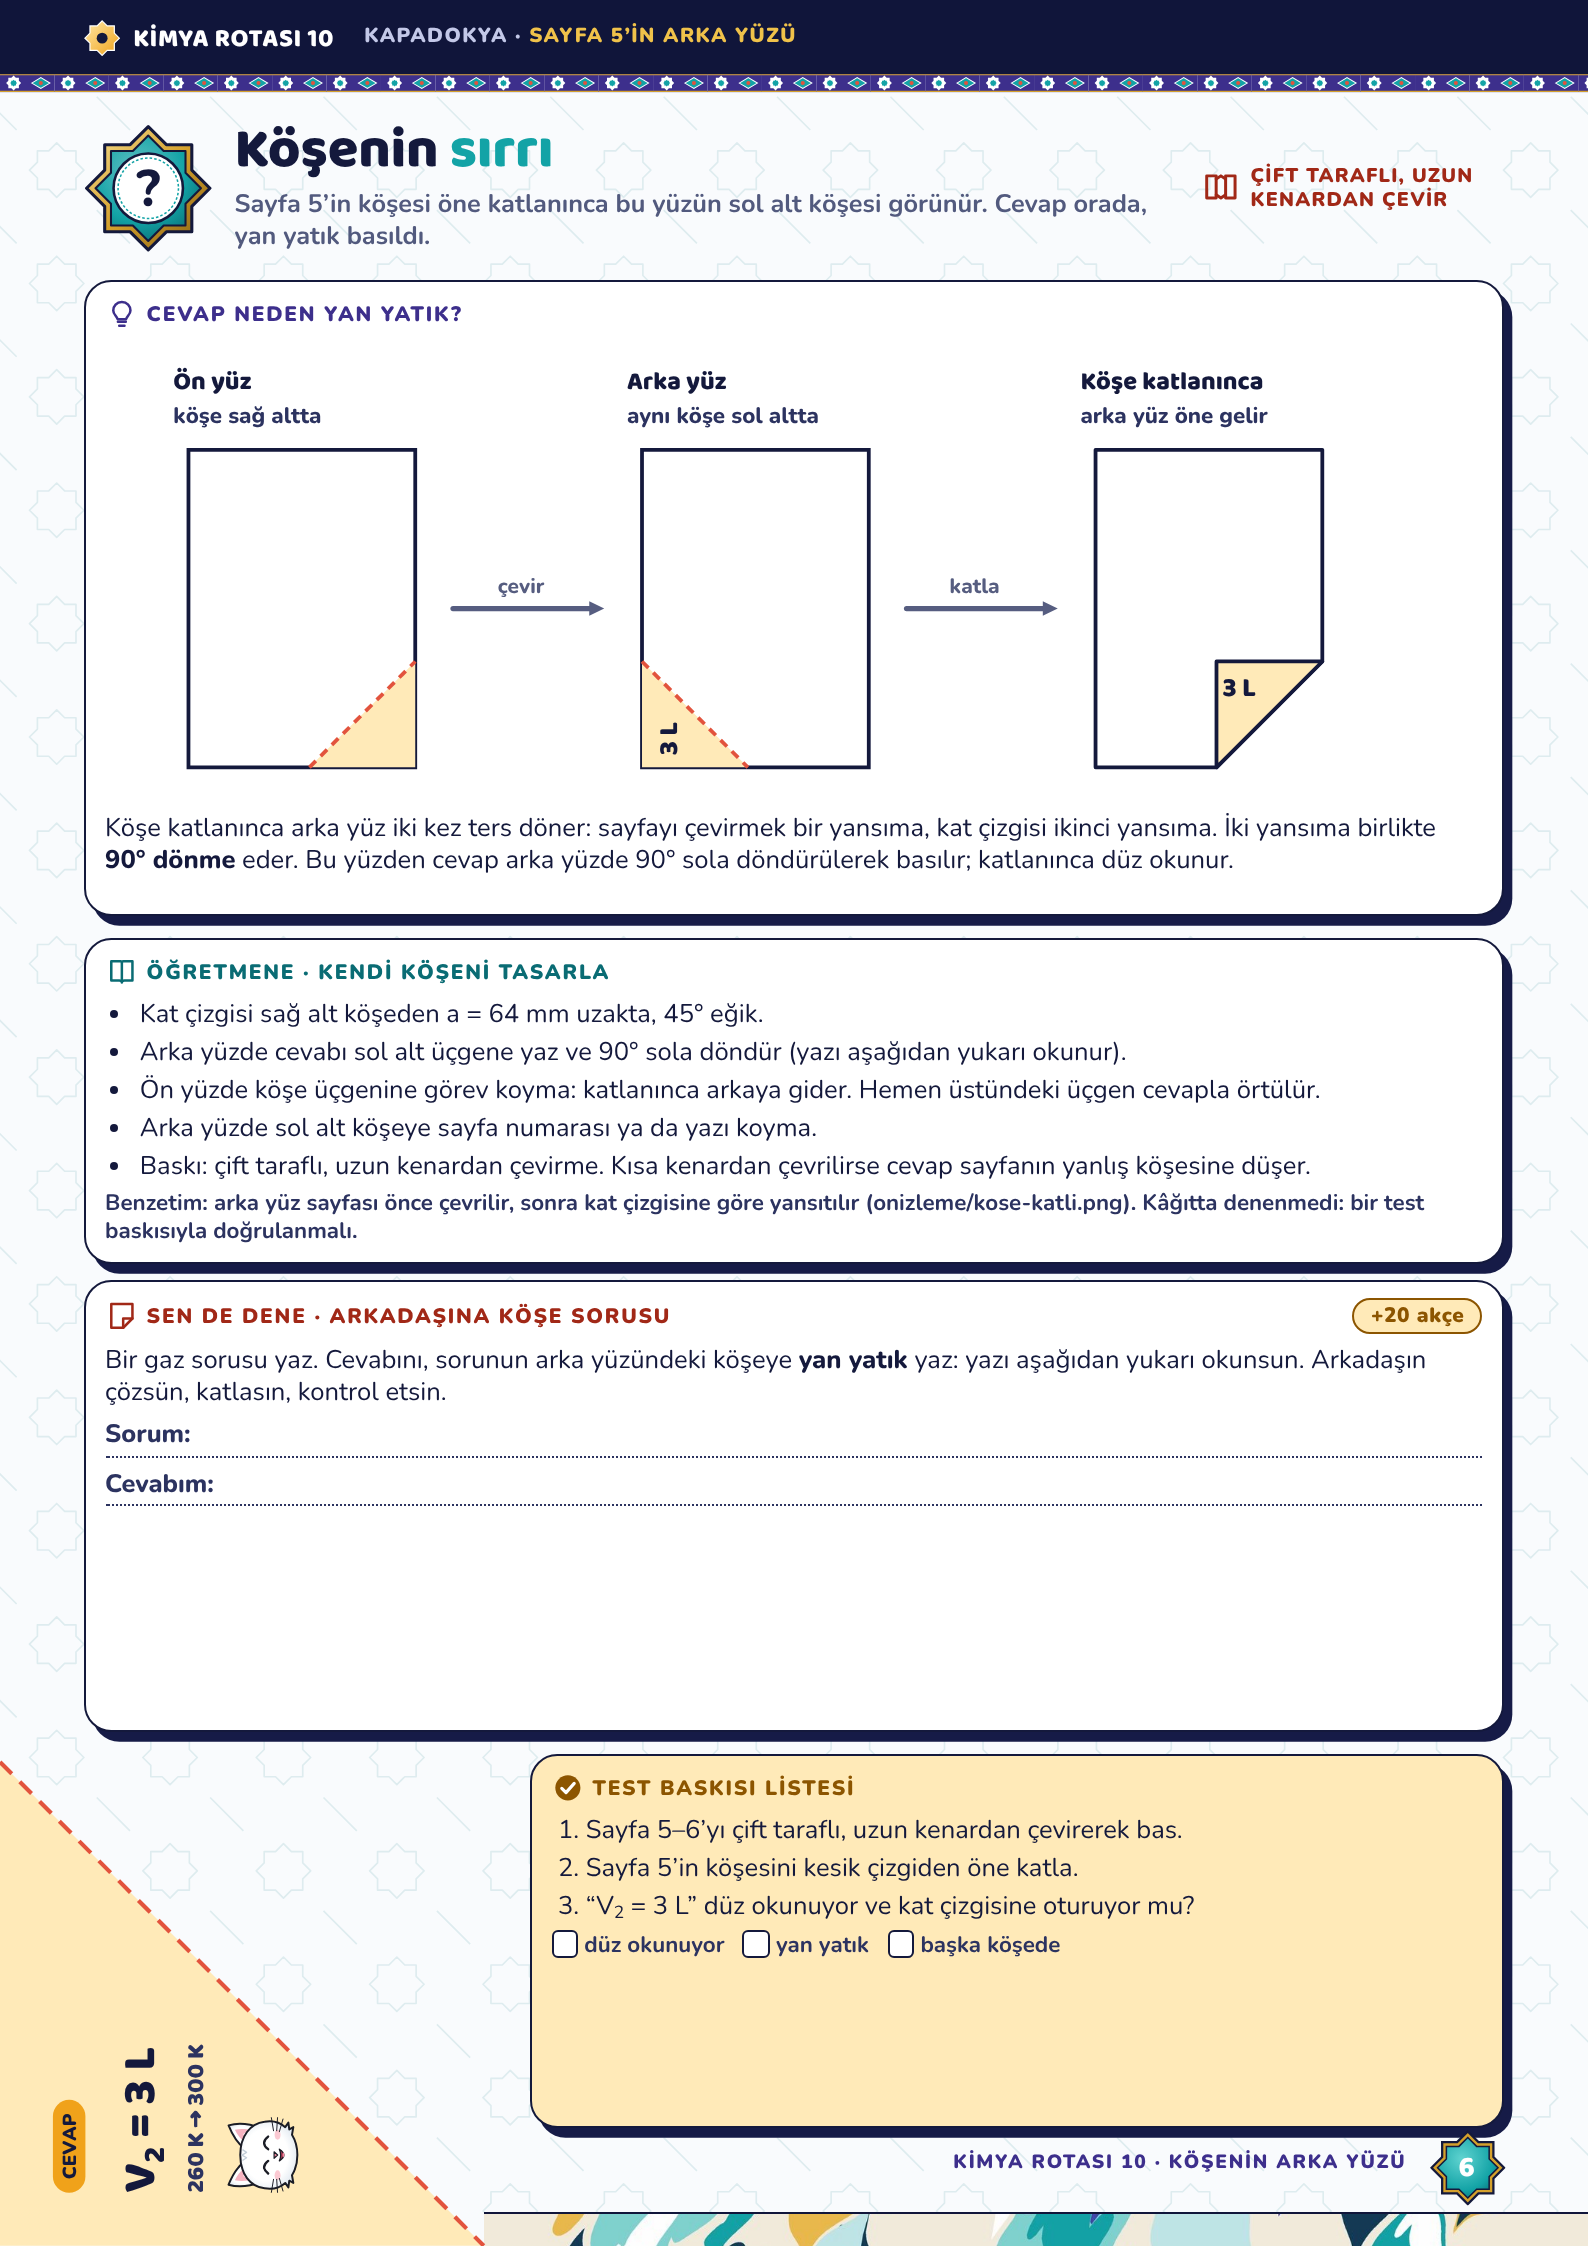 KİMYA ROTASI 10 KAPADOKYA · SAYFA 5’İN ARKA YÜZÜ
?
Köşenin sırrı
Sayfa 5’in köşesi öne katlanınca bu yüzün sol alt köşesi görünür. Cevap orada,
yan yatık basıldı.
ÇİFT TARAFLI, UZUN
KENARDAN ÇEVİR
CEVAP NEDEN YAN YATIK?
Ön yüz
köşe sağ altta
çevir
Arka yüz
aynı köşe sol altta
3 L
katla
Köşe katlanınca
arka yüz öne gelir
3 L
Köşe katlanınca arka yüz iki kez ters döner: sayfayı çevirmek bir yansıma, kat çizgisi ikinci yansıma. İki yansıma birlikte
90° dönme eder. Bu yüzden cevap arka yüzde 90° sola döndürülerek basılır; katlanınca düz okunur.
ÖĞRETMENE · KENDİ KÖŞENİ TASARLA
• Kat çizgisi sağ alt köşeden a = 64 mm uzakta, 45° eğik.
• Arka yüzde cevabı sol alt üçgene yaz ve 90° sola döndür (yazı aşağıdan yukarı okunur).
• Ön yüzde köşe üçgenine görev koyma: katlanınca arkaya gider. Hemen üstündeki üçgen cevapla örtülür.
• Arka yüzde sol alt köşeye sayfa numarası ya da yazı koyma.
• Baskı: çift taraflı, uzun kenardan çevirme. Kısa kenardan çevrilirse cevap sayfanın yanlış köşesine düşer.
Benzetim: arka yüz sayfası önce çevrilir, sonra kat çizgisine göre yansıtılır (onizleme/kose-katli.png). Kâğıtta denenmedi: bir test
baskısıyla doğrulanmalı.
SEN DE DENE · ARKADAŞINA KÖŞE SORUSU
+20 akçe
Bir gaz sorusu yaz. Cevabını, sorunun arka yüzündeki köşeye yan yatık yaz: yazı aşağıdan yukarı okunsun. Arkadaşın
çözsün, katlasın, kontrol etsin.
Sorum:
Cevabım:
TEST BASKISI LİSTESİ
1. Sayfa 5–6’yı çift taraflı, uzun kenardan çevirerek bas.
2. Sayfa 5’in köşesini kesik çizgiden öne katla.
3. “V₂ = 3 L” düz okunuyor ve kat çizgisine oturuyor mu?
düz okunuyor yan yatık başka köşede
CEVAP
V₂ = 3 L
260 K → 300 K
KİMYA ROTASI 10 · KÖŞENİN ARKA YÜZÜ 6